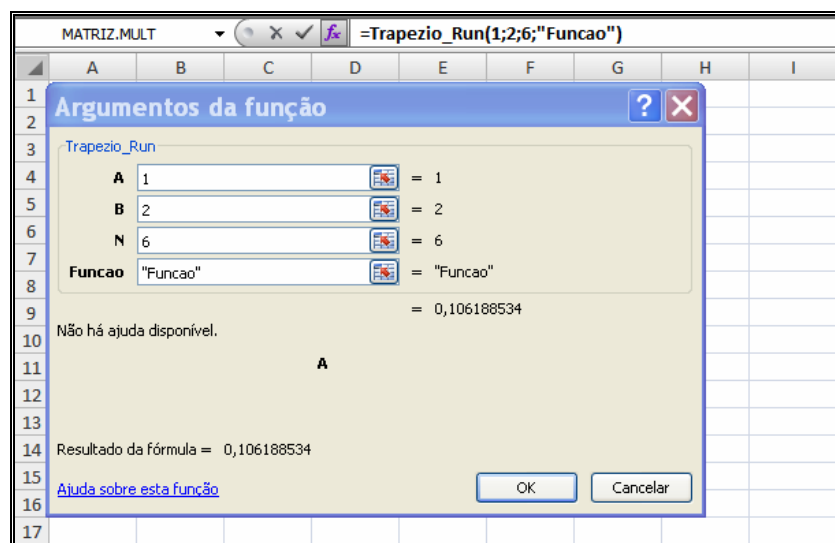 MATRIZ.MULT fx =Trapezio_Run(1;2;6;"Funcao")
A B C D E F G H I
1
2
3
4
5
6
7
8
9
10
11
12
13
14
15
16
17
Argumentos da função
Trapezio_Run
A 1 = 1
B 2 = 2
N 6 = 6
Funcao "Funcao" = "Funcao"
= 0,106188534
Não há ajuda disponível.
A
Resultado da fórmula = 0,106188534
Ajuda sobre esta função OK Cancelar